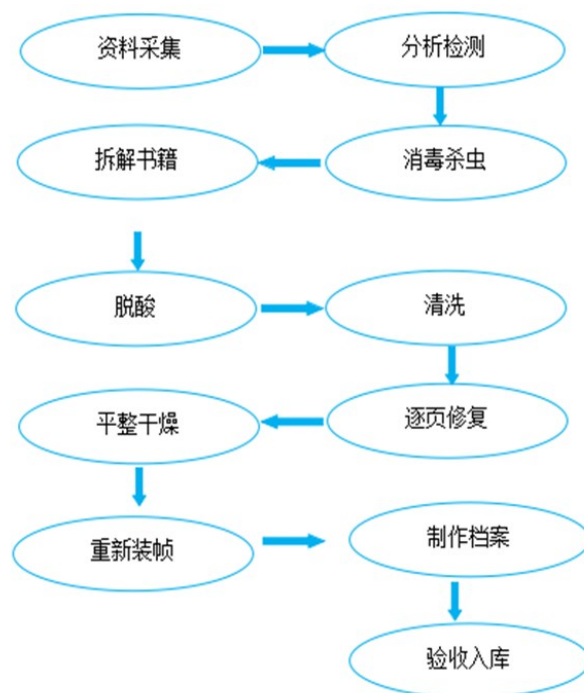 资料采集
分析检测
消毒杀虫
拆解书籍
脱酸
清洗
逐页修复
平整干燥
重新装帧
制作档案
验收入库